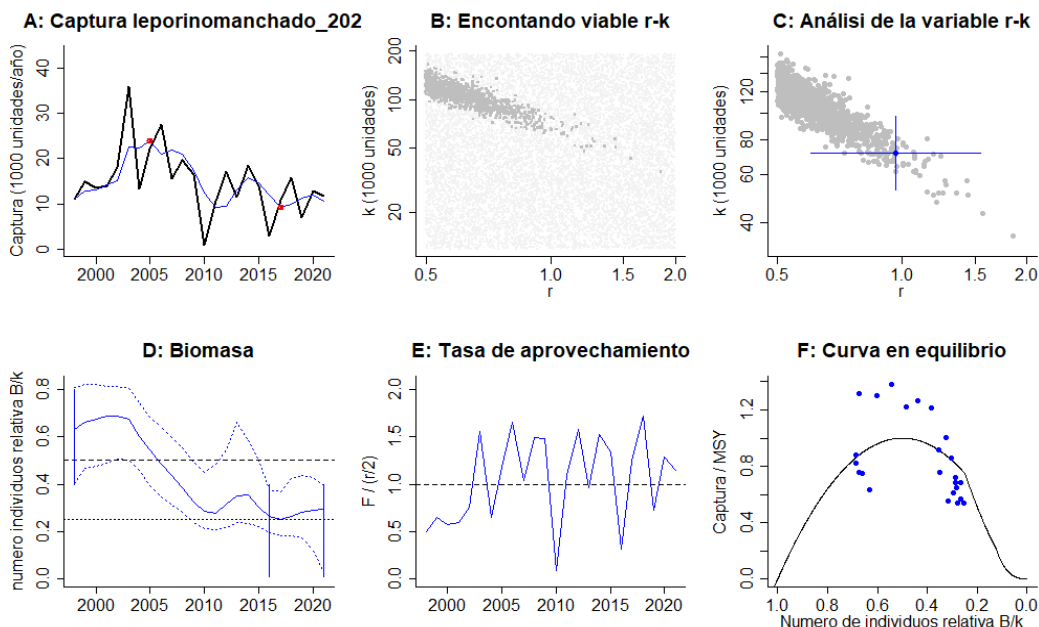 A: Captura leporinomanchado_202
Captura (1000 unidades/año)
0 10 20 30 40
2000 2005 2010 2015 2020
B: Encontando viable r-k
k (1000 unidades)
20 50 100 200
0.5 1.0 1.5 2.0
r
C: Análisi de la variable r-k
k (1000 unidades)
40 60 80 120
0.5 1.0 1.5 2.0
r
D: Biomasa
numero individuos relativa B/k
0.0 0.2 0.4 0.6 0.8
2000 2005 2010 2015 2020
E: Tasa de aprovechamiento
F / (r/2)
0.0 0.5 1.0 1.5 2.0
2000 2005 2010 2015 2020
F: Curva en equilibrio
Captura / MSY
0.0 0.4 0.8 1.2
1.0 0.8 0.6 0.4 0.2 0.0
Numero de individuos relativa B/k